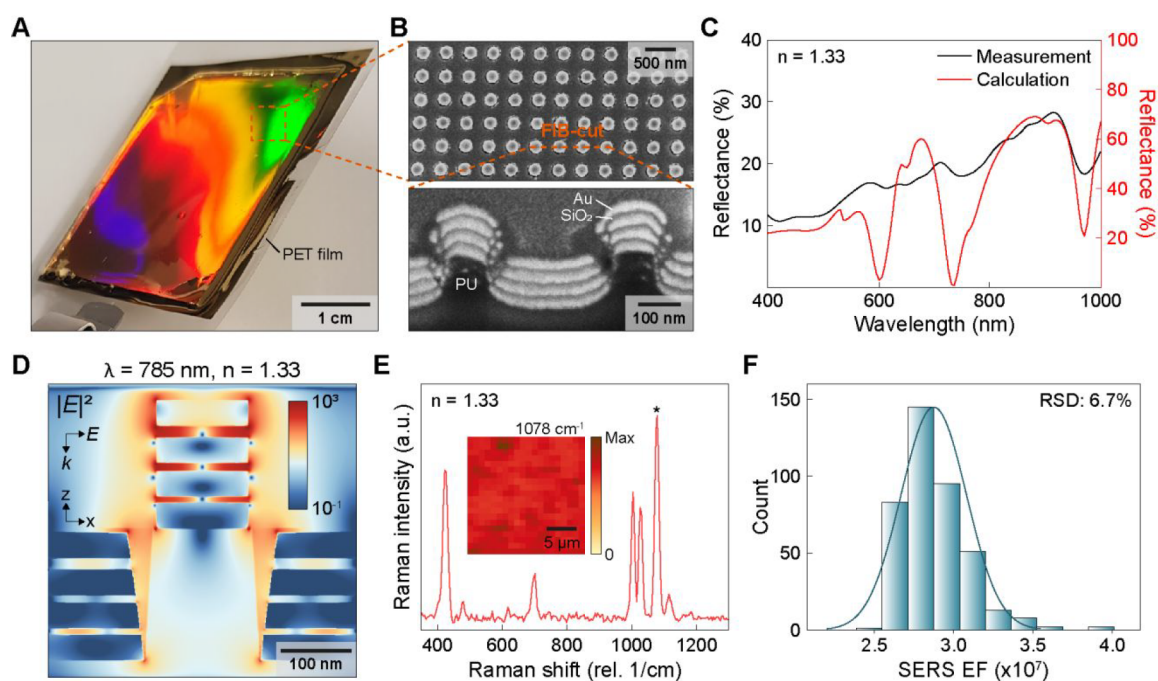 A
PET film
1 cm
B
500 nm
FIB-cut
Au
SiO₂
PU
100 nm
C
n = 1.33
Measurement
Calculation
40
30
20
10
100
80
60
40
20
Reflectance (%)
Reflectance (%)
400 600 800 1000
Wavelength (nm)
D
λ = 785 nm, n = 1.33
|E|²
E
k
z
x
10³
10⁻¹
100 nm
E
n = 1.33
*
1078 cm⁻¹
Max
0
5 µm
Raman intensity (a.u.)
400 600 800 1000 1200
Raman shift (rel. 1/cm)
F
RSD: 6.7%
150
100
50
0
Count
2.5 3.0 3.5 4.0
SERS EF (x10⁷)